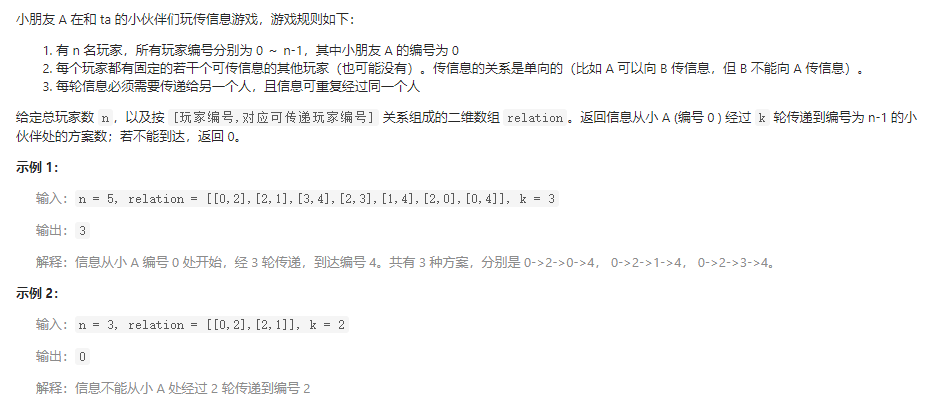 小朋友 A 在和 ta 的小伙伴们玩传信息游戏，游戏规则如下：
1. 有 n 名玩家，所有玩家编号分别为 0 ～ n-1，其中小朋友 A 的编号为 0
2. 每个玩家都有固定的若干个可传信息的其他玩家（也可能没有）。传信息的关系是单向的（比如 A 可以向 B 传信息，但 B 不能向 A 传信息）。
3. 每轮信息必须需要传递给另一个人，且信息可重复经过同一个人
给定总玩家数 n，以及按 [玩家编号,对应可传递玩家编号] 关系组成的二维数组 relation。返回信息从小 A (编号 0 ) 经过 k 轮传递到编号为 n-1 的小
伙伴处的方案数；若不能到达，返回 0。
示例 1：
输入：n = 5, relation = [[0,2],[2,1],[3,4],[2,3],[1,4],[2,0],[0,4]], k = 3
输出：3
解释：信息从小 A 编号 0 处开始，经 3 轮传递，到达编号 4。共有 3 种方案，分别是 0->2->0->4， 0->2->1->4， 0->2->3->4。
示例 2：
输入：n = 3, relation = [[0,2],[2,1]], k = 2
输出：0
解释：信息不能从小 A 处经过 2 轮传递到编号 2